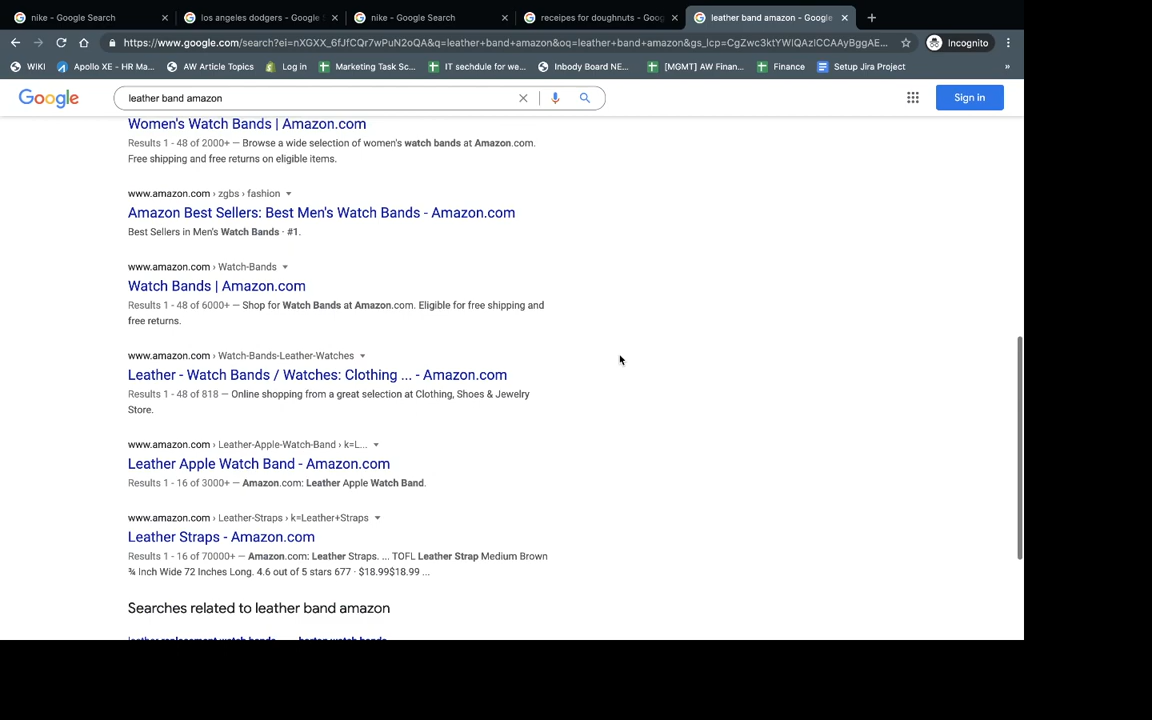 nike - Google Search
los angeles dodgers - Google S
nike - Google Search
receipes for doughnuts - Goog
leather band amazon - Google
https://www.google.com/search?ei=nXGXX_6fJfCQr7wPuN2oQA&q=leather+band+amazon&oq=leather+band+amazon&gs_lcp=CgZwc3ktYWIQAzICCAAyBggAE...
Incognito
WIKI
Apollo XE - HR Ma...
AW Article Topics
Log in
Marketing Task Sc...
IT sechdule for we...
Inbody Board NE...
[MGMT] AW Finan...
Finance
Setup Jira Project
»
Google
leather band amazon
Sign in
Women's Watch Bands | Amazon.com
Results 1 - 48 of 2000+ — Browse a wide selection of women's watch bands at Amazon.com.
Free shipping and free returns on eligible items.
www.amazon.com › zgbs › fashion
Amazon Best Sellers: Best Men's Watch Bands - Amazon.com
Best Sellers in Men's Watch Bands · #1.
www.amazon.com › Watch-Bands
Watch Bands | Amazon.com
Results 1 - 48 of 6000+ — Shop for Watch Bands at Amazon.com. Eligible for free shipping and
free returns.
www.amazon.com › Watch-Bands-Leather-Watches
Leather - Watch Bands / Watches: Clothing ... - Amazon.com
Results 1 - 48 of 818 — Online shopping from a great selection at Clothing, Shoes & Jewelry
Store.
www.amazon.com › Leather-Apple-Watch-Band › k=L...
Leather Apple Watch Band - Amazon.com
Results 1 - 16 of 3000+ — Amazon.com: Leather Apple Watch Band.
www.amazon.com › Leather-Straps › k=Leather+Straps
Leather Straps - Amazon.com
Results 1 - 16 of 70000+ — Amazon.com: Leather Straps. ... TOFL Leather Strap Medium Brown
¾ Inch Wide 72 Inches Long. 4.6 out of 5 stars 677 · $18.99$18.99 ...
Searches related to leather band amazon
leather replacement watch bands
barton watch bands